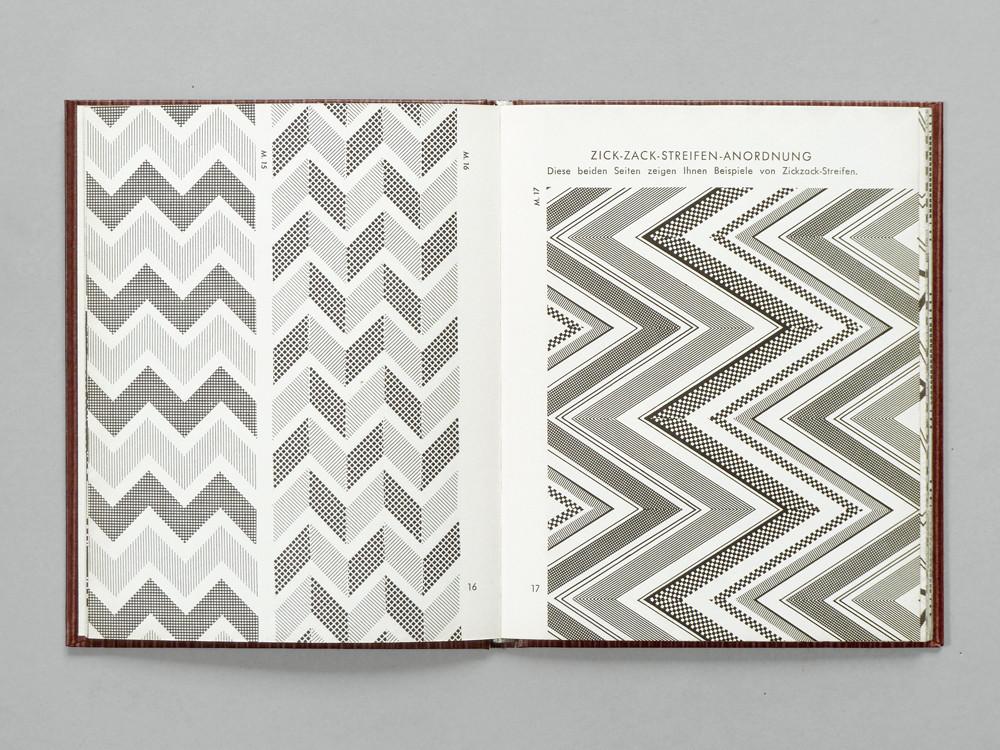 M. 15
M. 16
16
ZICK-ZACK-STREIFEN-ANORDNUNG
Diese beiden Seiten zeigen Ihnen Beispiele von Zickzack-Streifen.
M. 17
17